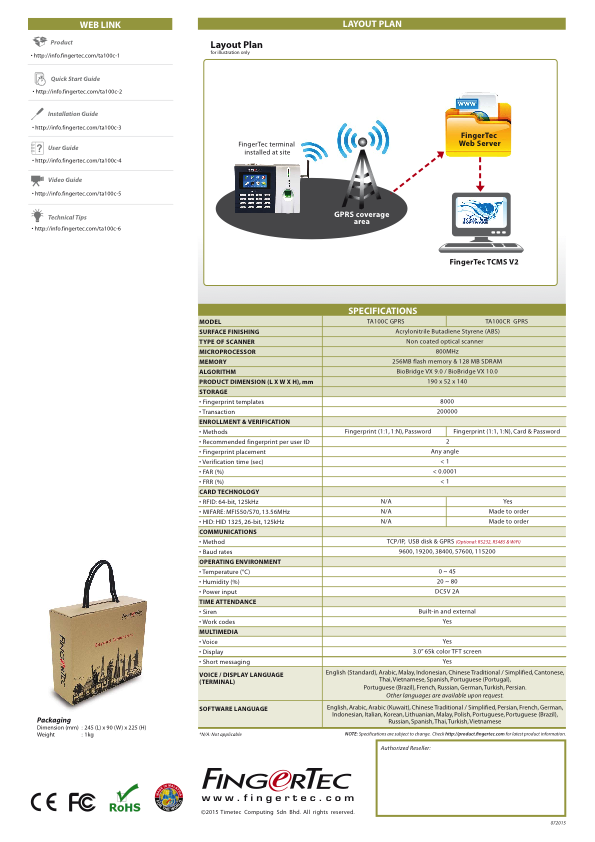 WEB LINK
Product
• http://info.fingertec.com/ta100c-1
Quick Start Guide
• http://info.fingertec.com/ta100c-2
Installation Guide
• http://info.fingertec.com/ta100c-3
User Guide
• http://info.fingertec.com/ta100c-4
Video Guide
• http://info.fingertec.com/ta100c-5
Technical Tips
• http://info.fingertec.com/ta100c-6
Packaging
Dimension (mm) : 245 (L) x 90 (W) x 225 (H)
Weight : 1kg
LAYOUT PLAN
Layout Plan
for illustration only
FingerTec terminal
installed at site
GPRS coverage
area
WWW
FingerTec
Web Server
SOFTWARE
FingerTec TCMS V2
SPECIFICATIONS
MODEL TA100C GPRS TA100CR GPRS
SURFACE FINISHING Acrylonitrile Butadiene Styrene (ABS)
TYPE OF SCANNER Non coated optical scanner
MICROPROCESSOR 800MHz
MEMORY 256MB flash memory & 128 MB SDRAM
ALGORITHM BioBridge VX 9.0 / BioBridge VX 10.0
PRODUCT DIMENSION (L X W X H), mm 190 x 52 x 140
STORAGE
• Fingerprint templates 8000
• Transaction 200000
ENROLLMENT & VERIFICATION
• Methods Fingerprint (1:1, 1:N), Password Fingerprint (1:1, 1:N), Card & Password
• Recommended fingerprint per user ID 2
• Fingerprint placement Any angle
• Verification time (sec) < 1
• FAR (%) < 0.0001
• FRR (%) < 1
CARD TECHNOLOGY
• RFID: 64-bit, 125kHz N/A Yes
• MIFARE: MFIS50/S70, 13.56MHz N/A Made to order
• HID: HID 1325, 26-bit, 125kHz N/A Made to order
COMMUNICATIONS
• Method TCP/IP, USB disk & GPRS (Optional: RS232, RS485 & WiFi)
• Baud rates 9600, 19200, 38400, 57600, 115200
OPERATING ENVIRONMENT
• Temperature (°C) 0 ~ 45
• Humidity (%) 20 ~ 80
• Power input DC5V 2A
TIME ATTENDANCE
• Siren Built-in and external
• Work codes Yes
MULTIMEDIA
• Voice Yes
• Display 3.0" 65k color TFT screen
• Short messaging Yes
VOICE / DISPLAY LANGUAGE
(TERMINAL)
English (Standard), Arabic, Malay, Indonesian, Chinese Traditional / Simplified, Cantonese,
Thai, Vietnamese, Spanish, Portuguese (Portugal),
Portuguese (Brazil), French, Russian, German, Turkish, Persian.
Other languages are available upon request
SOFTWARE LANGUAGE
English, Arabic, Arabic (Kuwait), Chinese Traditional / Simplified, Persian, French, German,
Indonesian, Italian, Korean, Lithuanian, Malay, Polish, Portuguese, Portuguese (Brazil),
Russian, Spanish, Thai, Turkish, Vietnamese
*N/A: Not applicable
NOTE: Specifications are subject to change. Check http://product.fingertec.com for latest product information.
FINGERTEC
www.fingertec.com
©2015 Timetec Computing Sdn Bhd. All rights reserved.
Authorized Reseller:
CE FC RoHS
072015